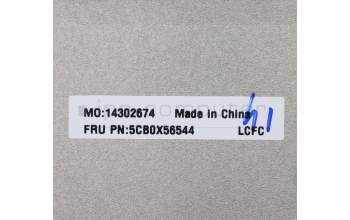 MO:14302674 Made in China
FRU PN:5CB0X56544 LCFC